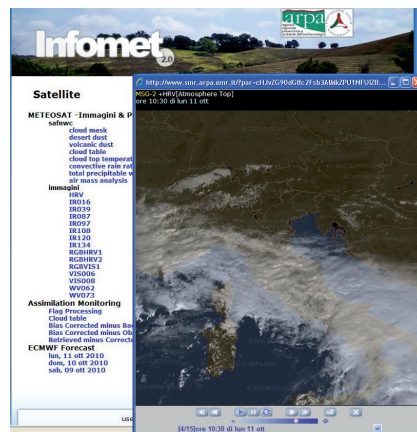 Infomet 2.0
arpa
Satellite
METEOSAT -Immagini & P
safnwc
cloud mask
desert dust
volcanic dust
cloud table
cloud top temperat
convective rain rat
total precipitable w
air mass analysis
immagini
HRV
IR016
IR039
IR087
IR097
IR108
IR120
IR134
RGBHRV1
RGBHRV2
RGBVIS1
VIS006
VIS008
WV062
WV073
Assimilation Monitoring
Flag Processing
Cloud table
Bias Corrected minus Bac
Bias Corrected minus Ob
Retrieved minus Correcte
ECMWF Forecast
lun, 11 ott 2010
dom, 10 ott 2010
sab, 09 ott 2010
use
MSG-2 +HRV[Atmosphere Top]
ore 10:30 di lun 11 ott
[4/15]ore 10:30 di lun 11 ott